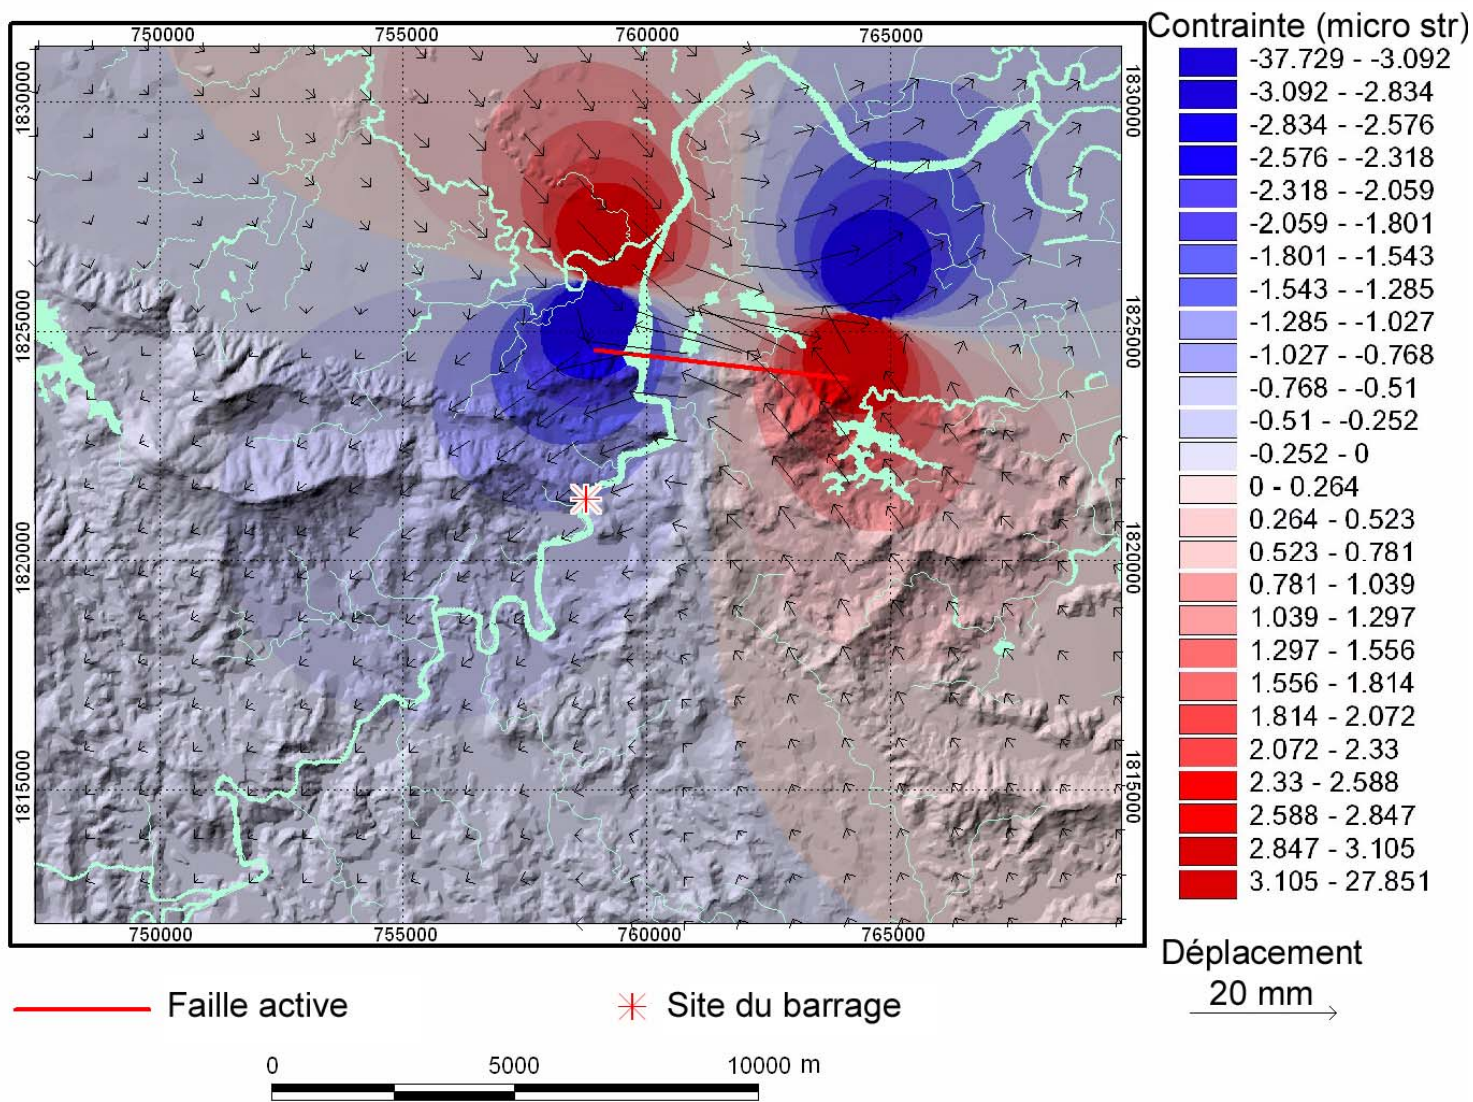 750000 755000 760000 765000
1830000
1825000
1820000
1815000
1830000
1825000
1820000
1815000
750000 755000 760000 765000
Contrainte (micro str)
-37.729 - -3.092
-3.092 - -2.834
-2.834 - -2.576
-2.576 - -2.318
-2.318 - -2.059
-2.059 - -1.801
-1.801 - -1.543
-1.543 - -1.285
-1.285 - -1.027
-1.027 - -0.768
-0.768 - -0.51
-0.51 - -0.252
-0.252 - 0
0 - 0.264
0.264 - 0.523
0.523 - 0.781
0.781 - 1.039
1.039 - 1.297
1.297 - 1.556
1.556 - 1.814
1.814 - 2.072
2.072 - 2.33
2.33 - 2.588
2.588 - 2.847
2.847 - 3.105
3.105 - 27.851
Déplacement
20 mm
Faille active
Site du barrage
0 5000 10000 m